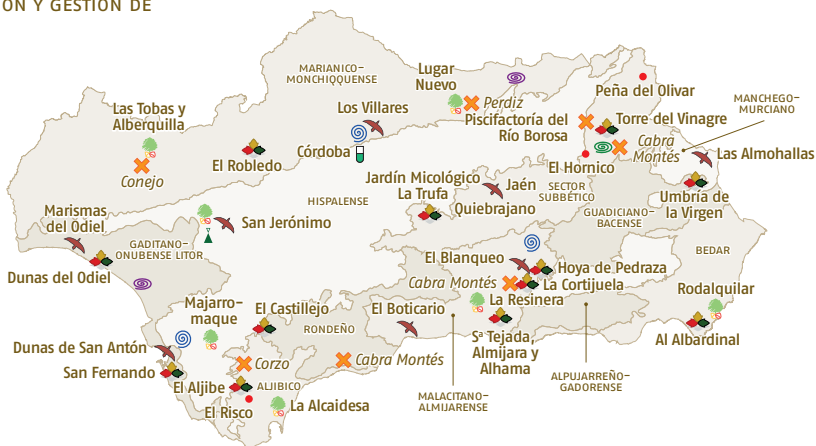 ON Y GESTIÓN DE
MARIANICO-
MONCHIQQUENSE
Lugar
Nuevo
Perdiz
Peña del Olivar
MANCHEGO-
MURCIANO
Las Tobas y
Alberquilla
Los Villares
Piscifactoría del
Río Borosa
Torre del Vinagre
Cabra
Montés
Córdoba
El Robledo
Conejo
El Hornico
Las Almohallas
Jardín Micológico
La Trufa
Jaén
SECTOR
SUBBÉTICO
Umbría de
la Virgen
HISPALENSE
Quiebrajano
Marismas
del Odiel
San Jerónimo
GUADICIANO-
BACENSE
GADITANO-
ONUBENSE LITOR
BEDAR
El Blanqueo
Hoya de Pedraza
Dunas del Odiel
Cabra Montés
La Cortijuela
Rodalquilar
Majarro-
maque
El Castillejo
El Boticario
La Resinera
RONDEÑO
Sª Tejada,
Almijara y
Alhama
Al Albardinal
Dunas de San Antón
San Fernando
Corzo
Cabra Montés
El Aljibe
ALJIBICO
ALPUJARREÑO-
GADORENSE
MALACITANO-
ALMIJARENSE
El Risco
La Alcaidesa